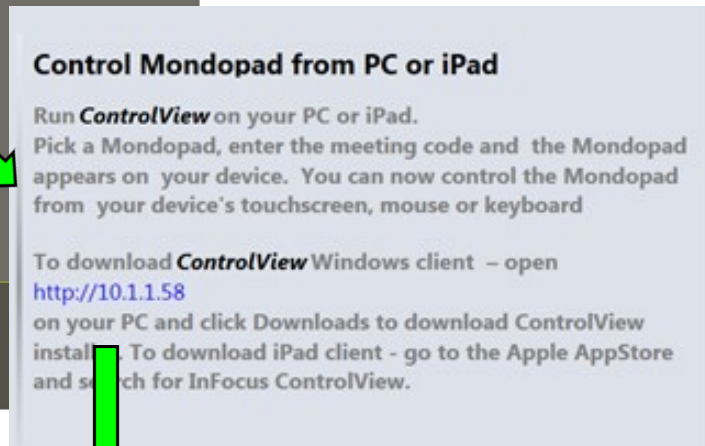 Control Mondopad from PC or iPad
Run ControlView on your PC or iPad.
Pick a Mondopad, enter the meeting code and the Mondopad
appears on your device. You can now control the Mondopad
from your device's touchscreen, mouse or keyboard
To download ControlView Windows client – open
http://10.1.1.58
on your PC and click Downloads to download ControlView
To download iPad client - go to the Apple AppStore
and for InFocus ControlView.